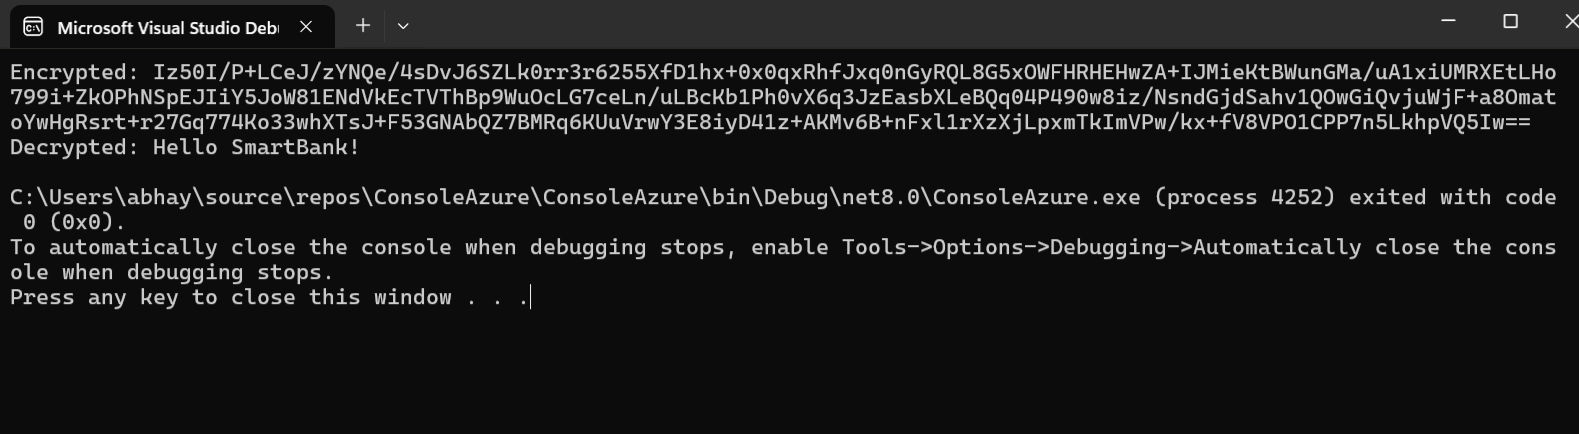 Microsoft Visual Studio Deb
Encrypted: Iz50I/P+LCeJ/zYNQe/4sDvJ6SZLk0rr3r6255XfD1hx+0x0qxRhfJxq0nGyRQL8G5xOWFHRHEHwZA+IJMieKtBWunGMa/uA1xiUMRXEtLHo
799i+ZkOPhNSpEJIiY5JoW81ENdVkEcTVThBp9WuOcLG7ceLn/uLBcKb1Ph0vX6q3JzEasbXLeBQq04P490w8iz/NsndGjdSahv1QOwGiQvjuWjF+a8Omat
oYwHgRsrt+r27Gq774Ko33whXTsJ+F53GNAbQZ7BMRq6KUuVrwY3E8iyD41z+AKMv6B+nFxl1rXzXjLpxmTkImVPw/kx+fV8VPO1CPP7n5LkhpVQ5Iw==
Decrypted: Hello SmartBank!
C:\Users\abhay\source\repos\ConsoleAzure\ConsoleAzure\bin\Debug\net8.0\ConsoleAzure.exe (process 4252) exited with code
0 (0x0).
To automatically close the console when debugging stops, enable Tools->Options->Debugging->Automatically close the cons
ole when debugging stops.
Press any key to close this window . . .